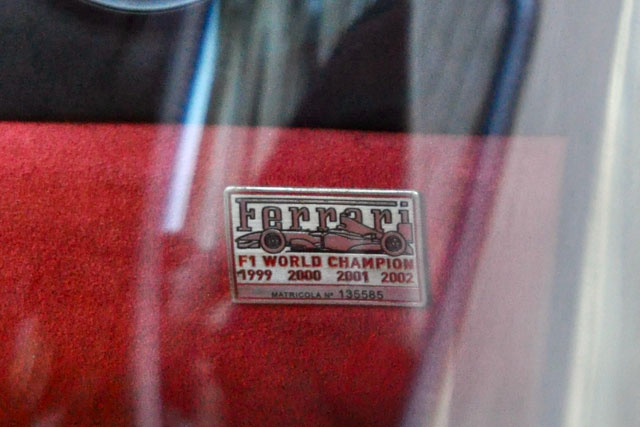 Ferrari
F1 WORLD CHAMPION
1999 2000 2001 2002
MATRICOLA Nº 135585